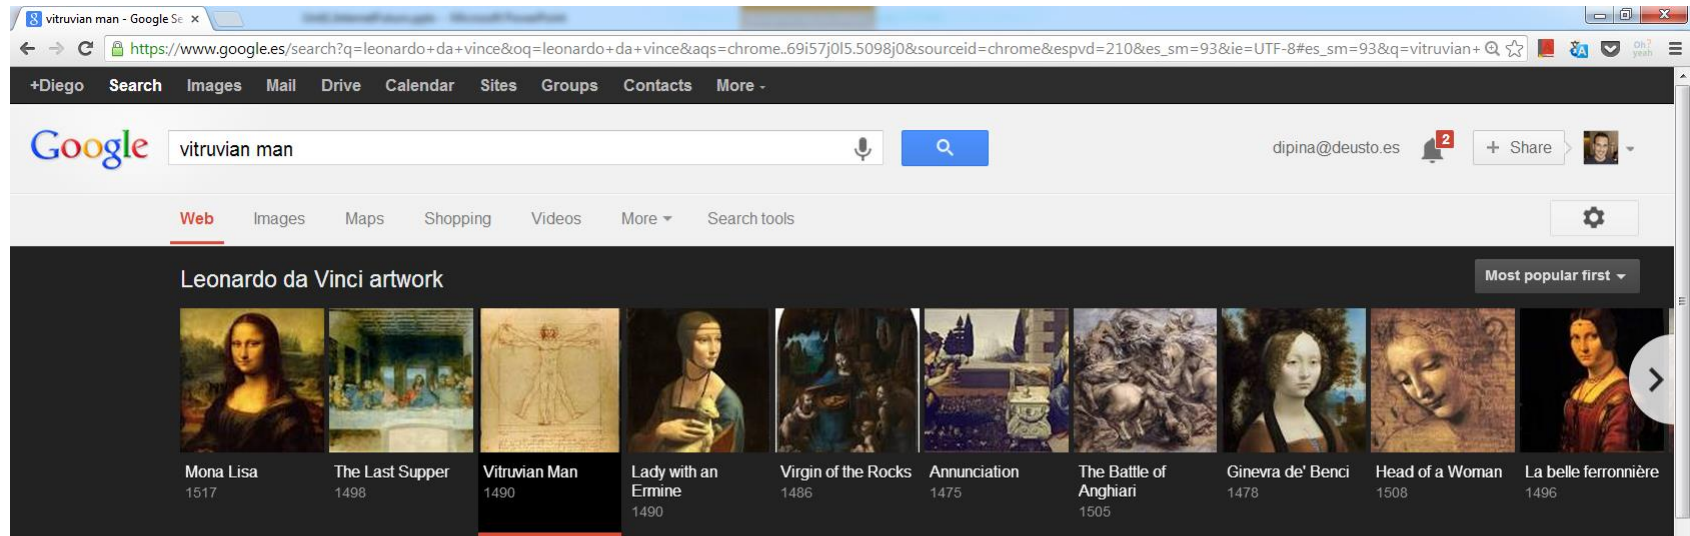 vitruvian man - Google Se
https://www.google.es/search?q=leonardo+da+vince&oq=leonardo+da+vince&aqs=chrome..69i57j0l5.5098j0&sourceid=chrome&espvd=210&es_sm=93&ie=UTF-8#es_sm=93&q=vitruvian+
Oh?
yeah
+Diego Search Images Mail Drive Calendar Sites Groups Contacts More
Google vitruvian man dipina@deusto.es 2 + Share
Web Images Maps Shopping Videos More Search tools
Leonardo da Vinci artwork Most popular first
Mona Lisa
1517
The Last Supper
1498
Vitruvian Man
1490
Lady with an
Ermine
1490
Virgin of the Rocks
1486
Annunciation
1475
The Battle of
Anghiari
1505
Ginevra de' Benci
1478
Head of a Woman
1508
La belle ferronnière
1496